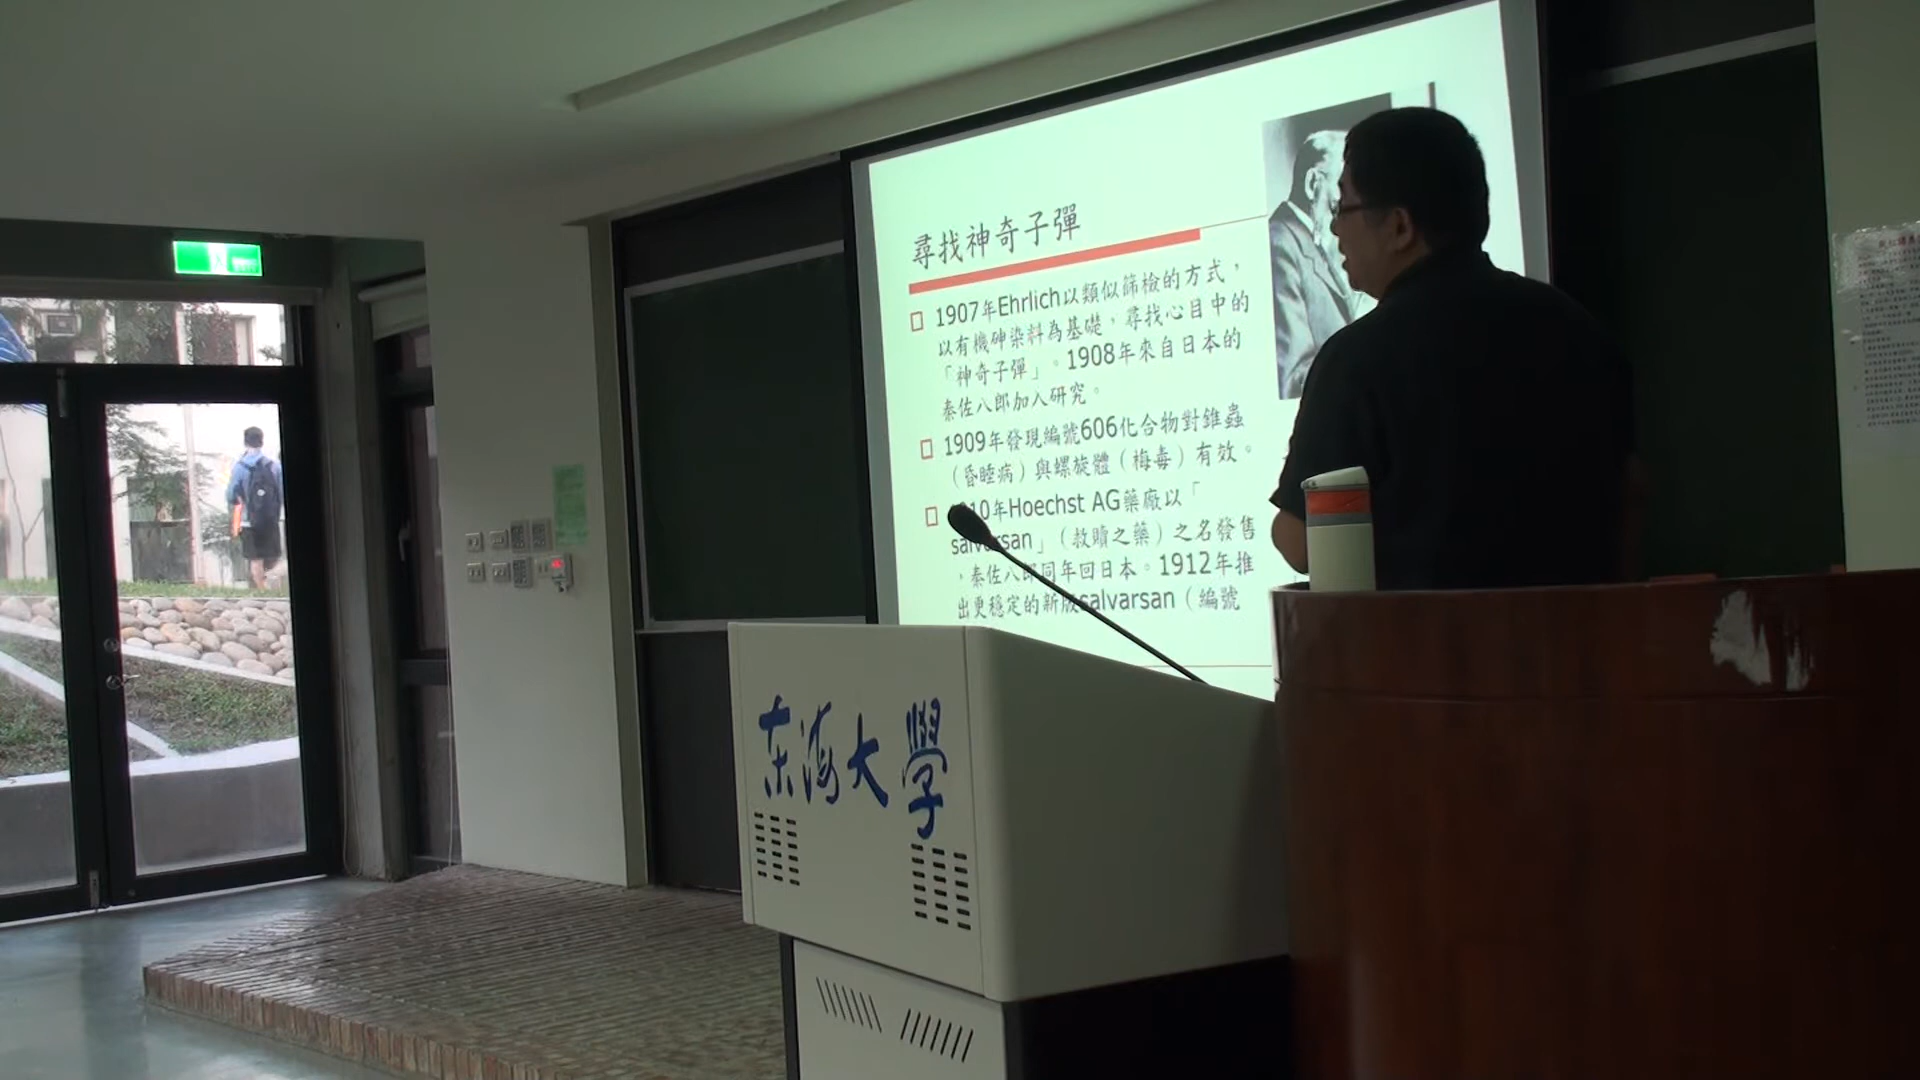 尋找神奇子彈
1907年Ehrlich以類似篩檢的方式，
以有機砷染料為基礎，尋找心目中的
「神奇子彈」。1908年來自日本的
秦佐八郎加入研究。
1909年發現編號606化合物對錐蟲
（昏睡病）與螺旋體（梅毒）有效。
1910年Hoechst AG藥廠以「
salvarsan」（救贖之藥）之名發售
，秦佐八郎同年回日本。1912年推
出更穩定的新版salvarsan（編號
东海大學